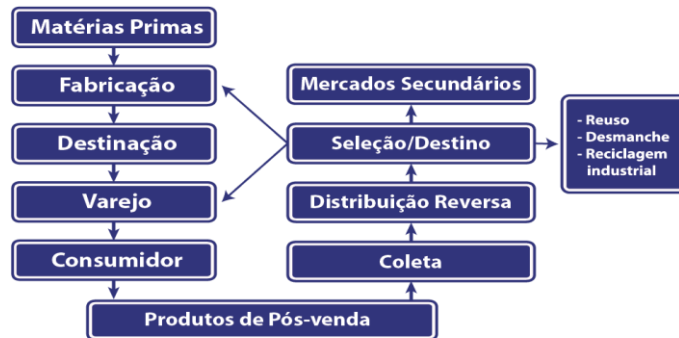 Matérias Primas
Fabricação
Destinação
Varejo
Consumidor
Produtos de Pós-venda
Coleta
Distribuição Reversa
Seleção/Destino
Mercados Secundários
- Reuso
- Desmanche
- Reciclagem
industrial